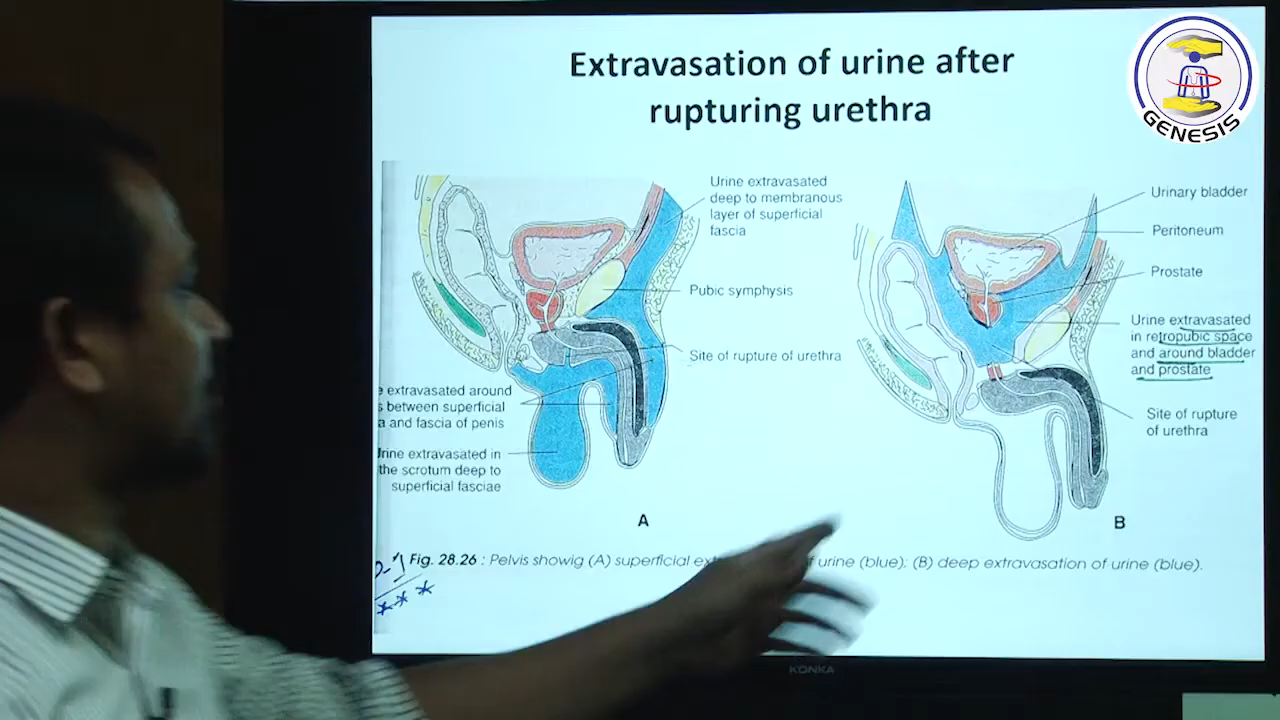 Extravasation of urine after
rupturing urethra
GENESIS
Urine extravasated
deep to membranous
layer of superficial
fascia
Pubic symphysis
Site of rupture of urethra
e extravasated around
s between superficial
a and fascia of penis
Urine extravasated in
the scrotum deep to
superficial fasciae
A
Urinary bladder
Peritoneum
Prostate
Urine extravasated
in retropubic space
and around bladder
and prostate
Site of rupture
of urethra
B
Fig. 28.26 : Pelvis showig (A) superficial urine (blue); (B) deep extravasation of urine (blue).
KONKA